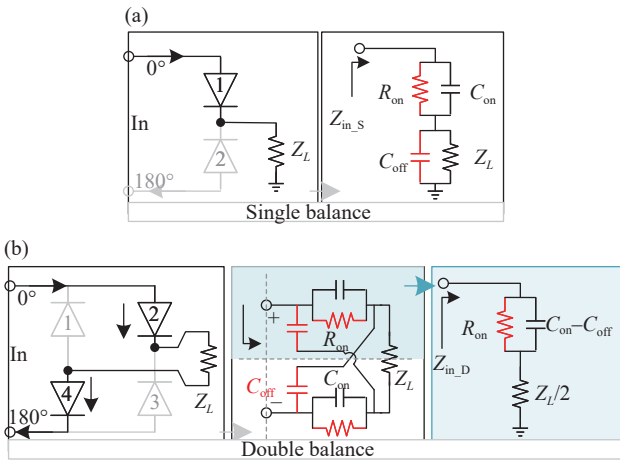 (a)
0°
1
In
2
Z_L
180°
Z_in_S
R_on
C_on
C_off
Z_L
Single balance
(b)
0°
1
2
In
4
3
Z_L
180°
+
R_on
C_off
C_on
Z_L
−
Z_in_D
R_on
C_on−C_off
Z_L/2
Double balance